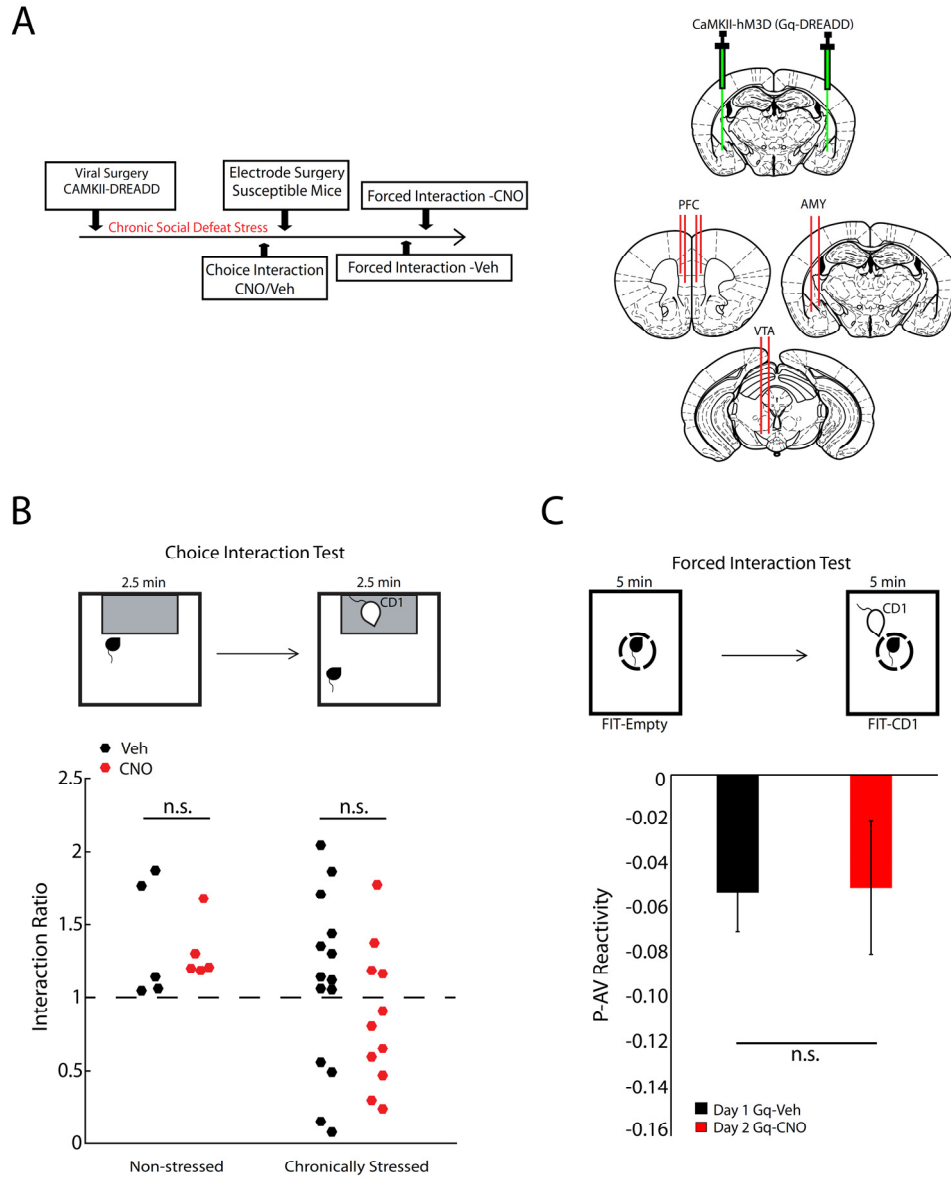 A
CaMKII-hM3D (Gq-DREADD)
Viral Surgery
CAMKII-DREADD
Electrode Surgery
Susceptible Mice
Forced Interaction -CNO
Chronic Social Defeat Stress
Choice Interaction
CNO/Veh
Forced Interaction -Veh
PFC
AMY
VTA
B
Choice Interaction Test
2.5 min
2.5 min
CD1
Veh
CNO
2.5
2
1.5
1
0.5
0
Interaction Ratio
n.s.
n.s.
Non-stressed
Chronically Stressed
C
Forced Interaction Test
5 min
5 min
CD1
FIT-Empty
FIT-CD1
0
-0.02
-0.04
-0.06
-0.08
-0.10
-0.12
-0.14
-0.16
P-AV Reactivity
n.s.
Day 1 Gq-Veh
Day 2 Gq-CNO